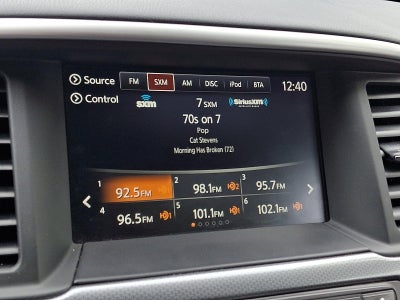 Source FM SXM AM DISC iPod BTA 12:40
Control sxm 7 SXM SiriusXM
SATELLITE RADIO
70s on 7
Pop
Cat Stevens
Morning Has Broken (72)
1 92.5FM 2 98.1FM 3 95.7FM
4 96.5FM 5 101.1FM 6 102.1FM